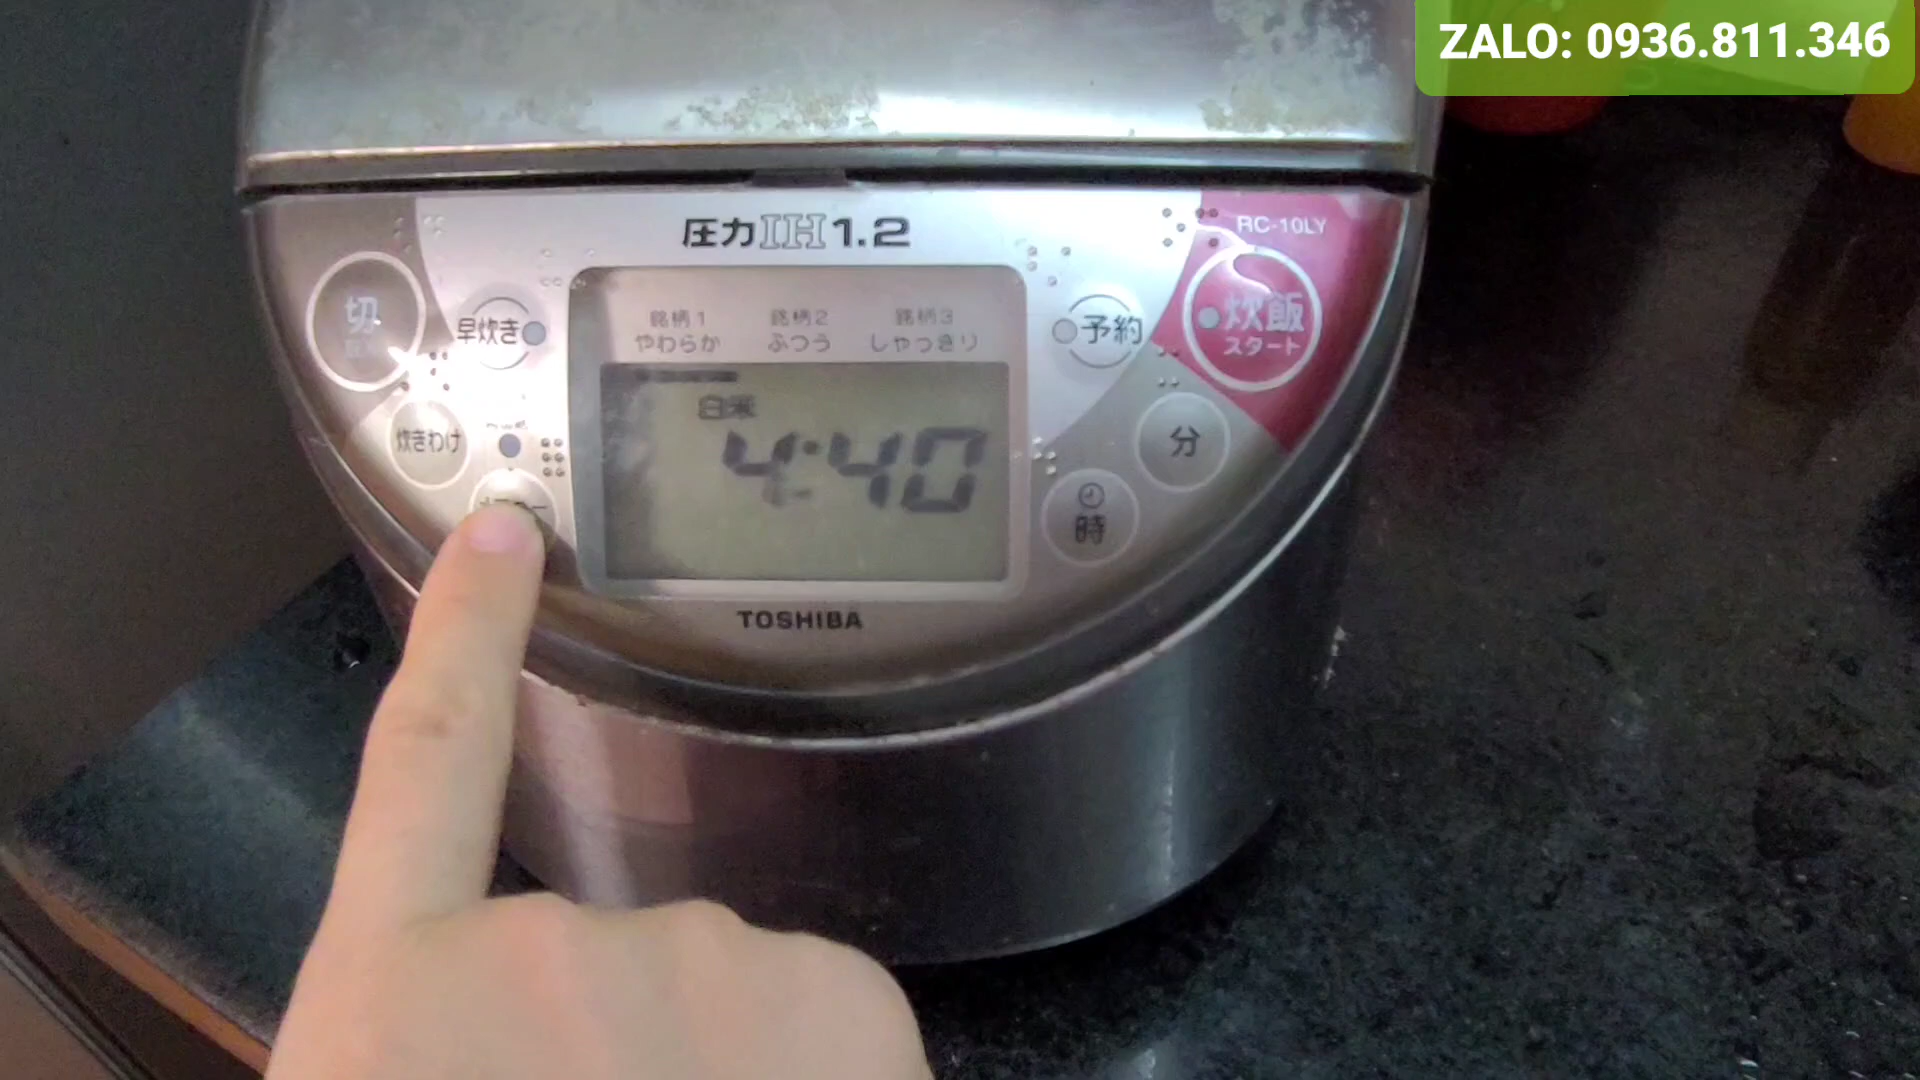 ZALO: 0936.811.346
圧力IH1.2
RC-10LY
切
早炊き
銘柄1
やわらか
銘柄2
ふつう
銘柄3
しゃっきり
予約
炊飯
スタート
白米
4:40
炊きわけ
分
時
TOSHIBA